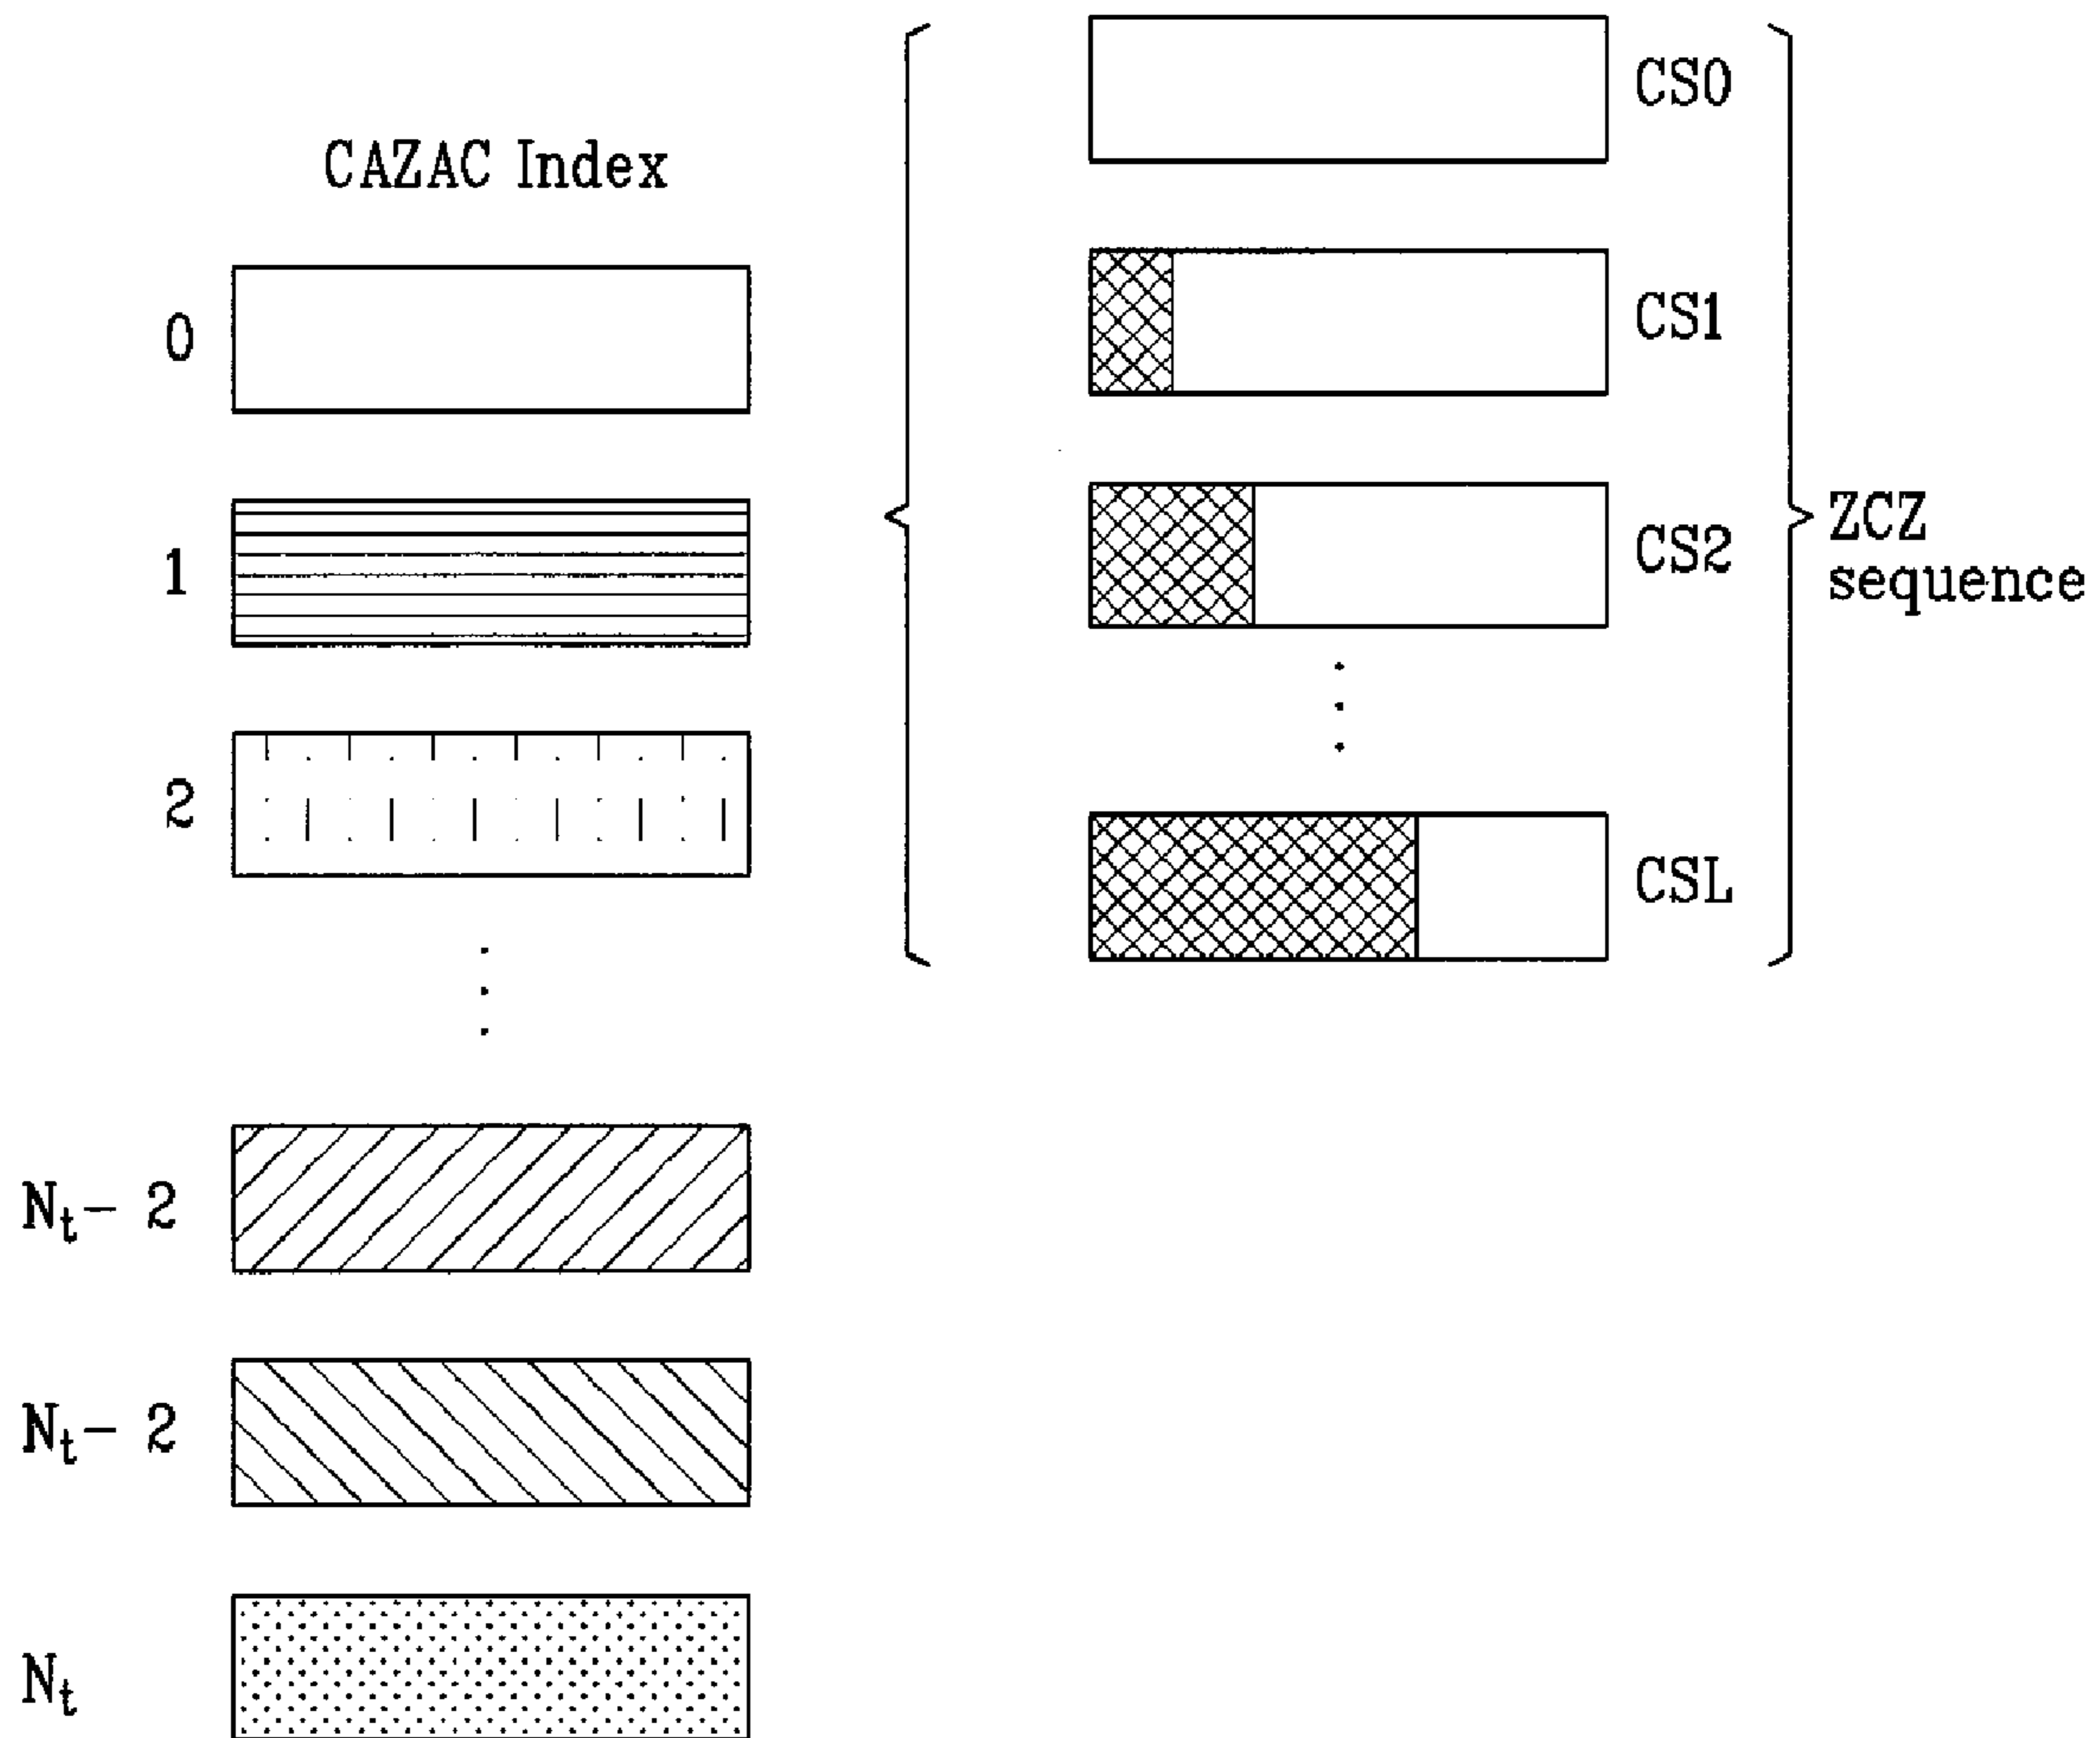 CAZAC Index
0
1
2
N_t - 2
N_t - 2
N_t
CS0
CS1
CS2
CSL
ZCZ
sequence